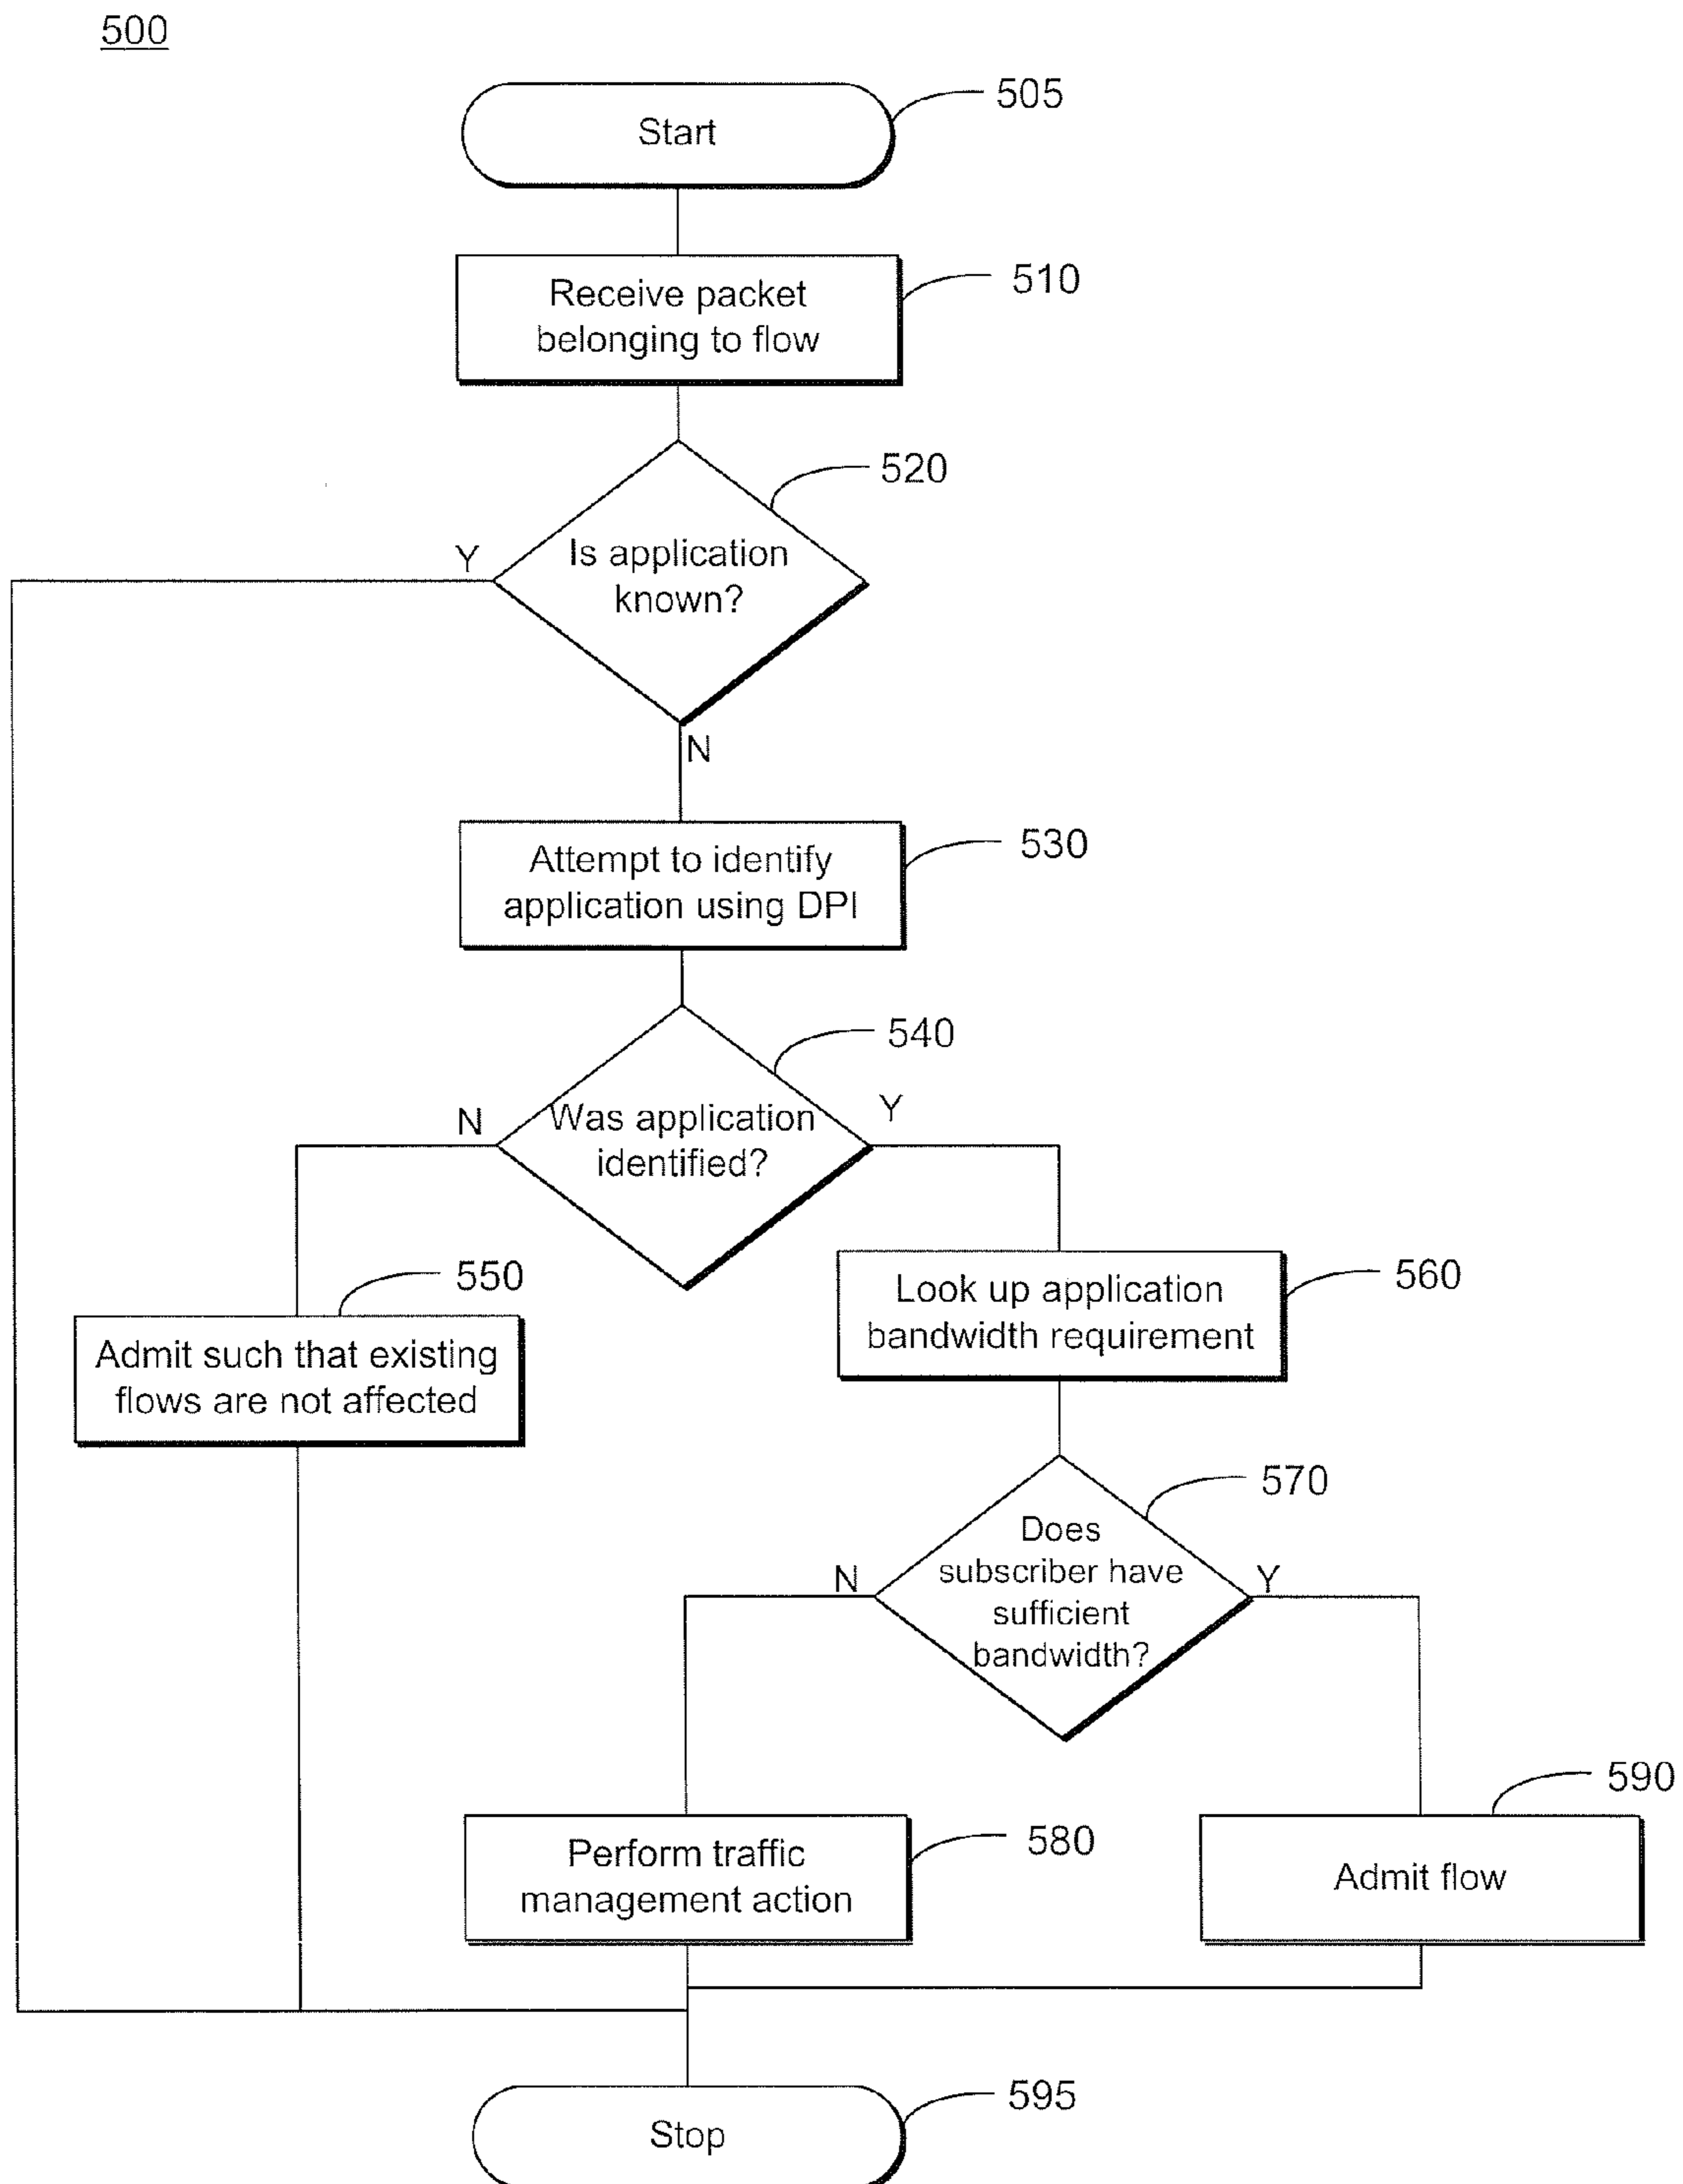 500
Start
505
Receive packet
belonging to flow
510
520
Y
Is application
known?
N
Attempt to identify
application using DPI
530
540
N
Was application
identified?
Y
550
Admit such that existing
flows are not affected
Look up application
bandwidth requirement
560
570
N
Does
subscriber have
sufficient
bandwidth?
Y
Perform traffic
management action
580
590
Admit flow
Stop
595